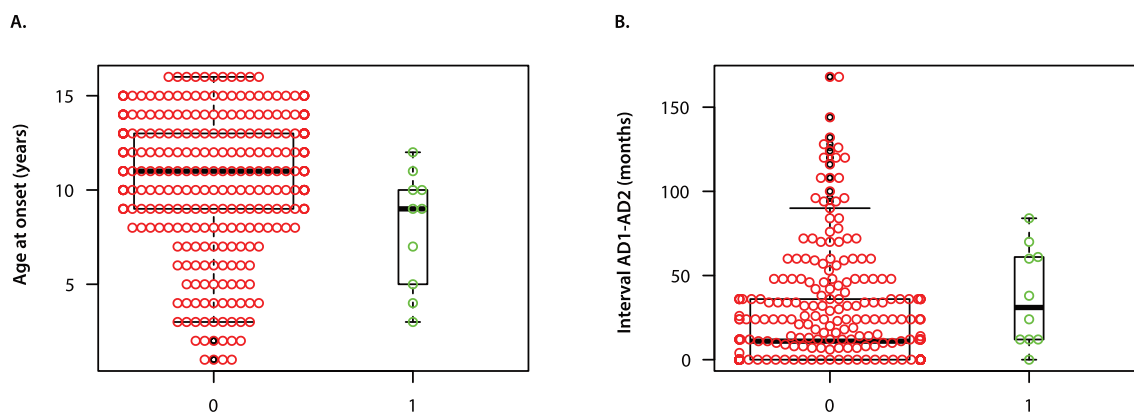 A.
B.
Age at onset (years)
15
10
5
0
1
Interval AD1-AD2 (months)
150
100
50
0
0
1